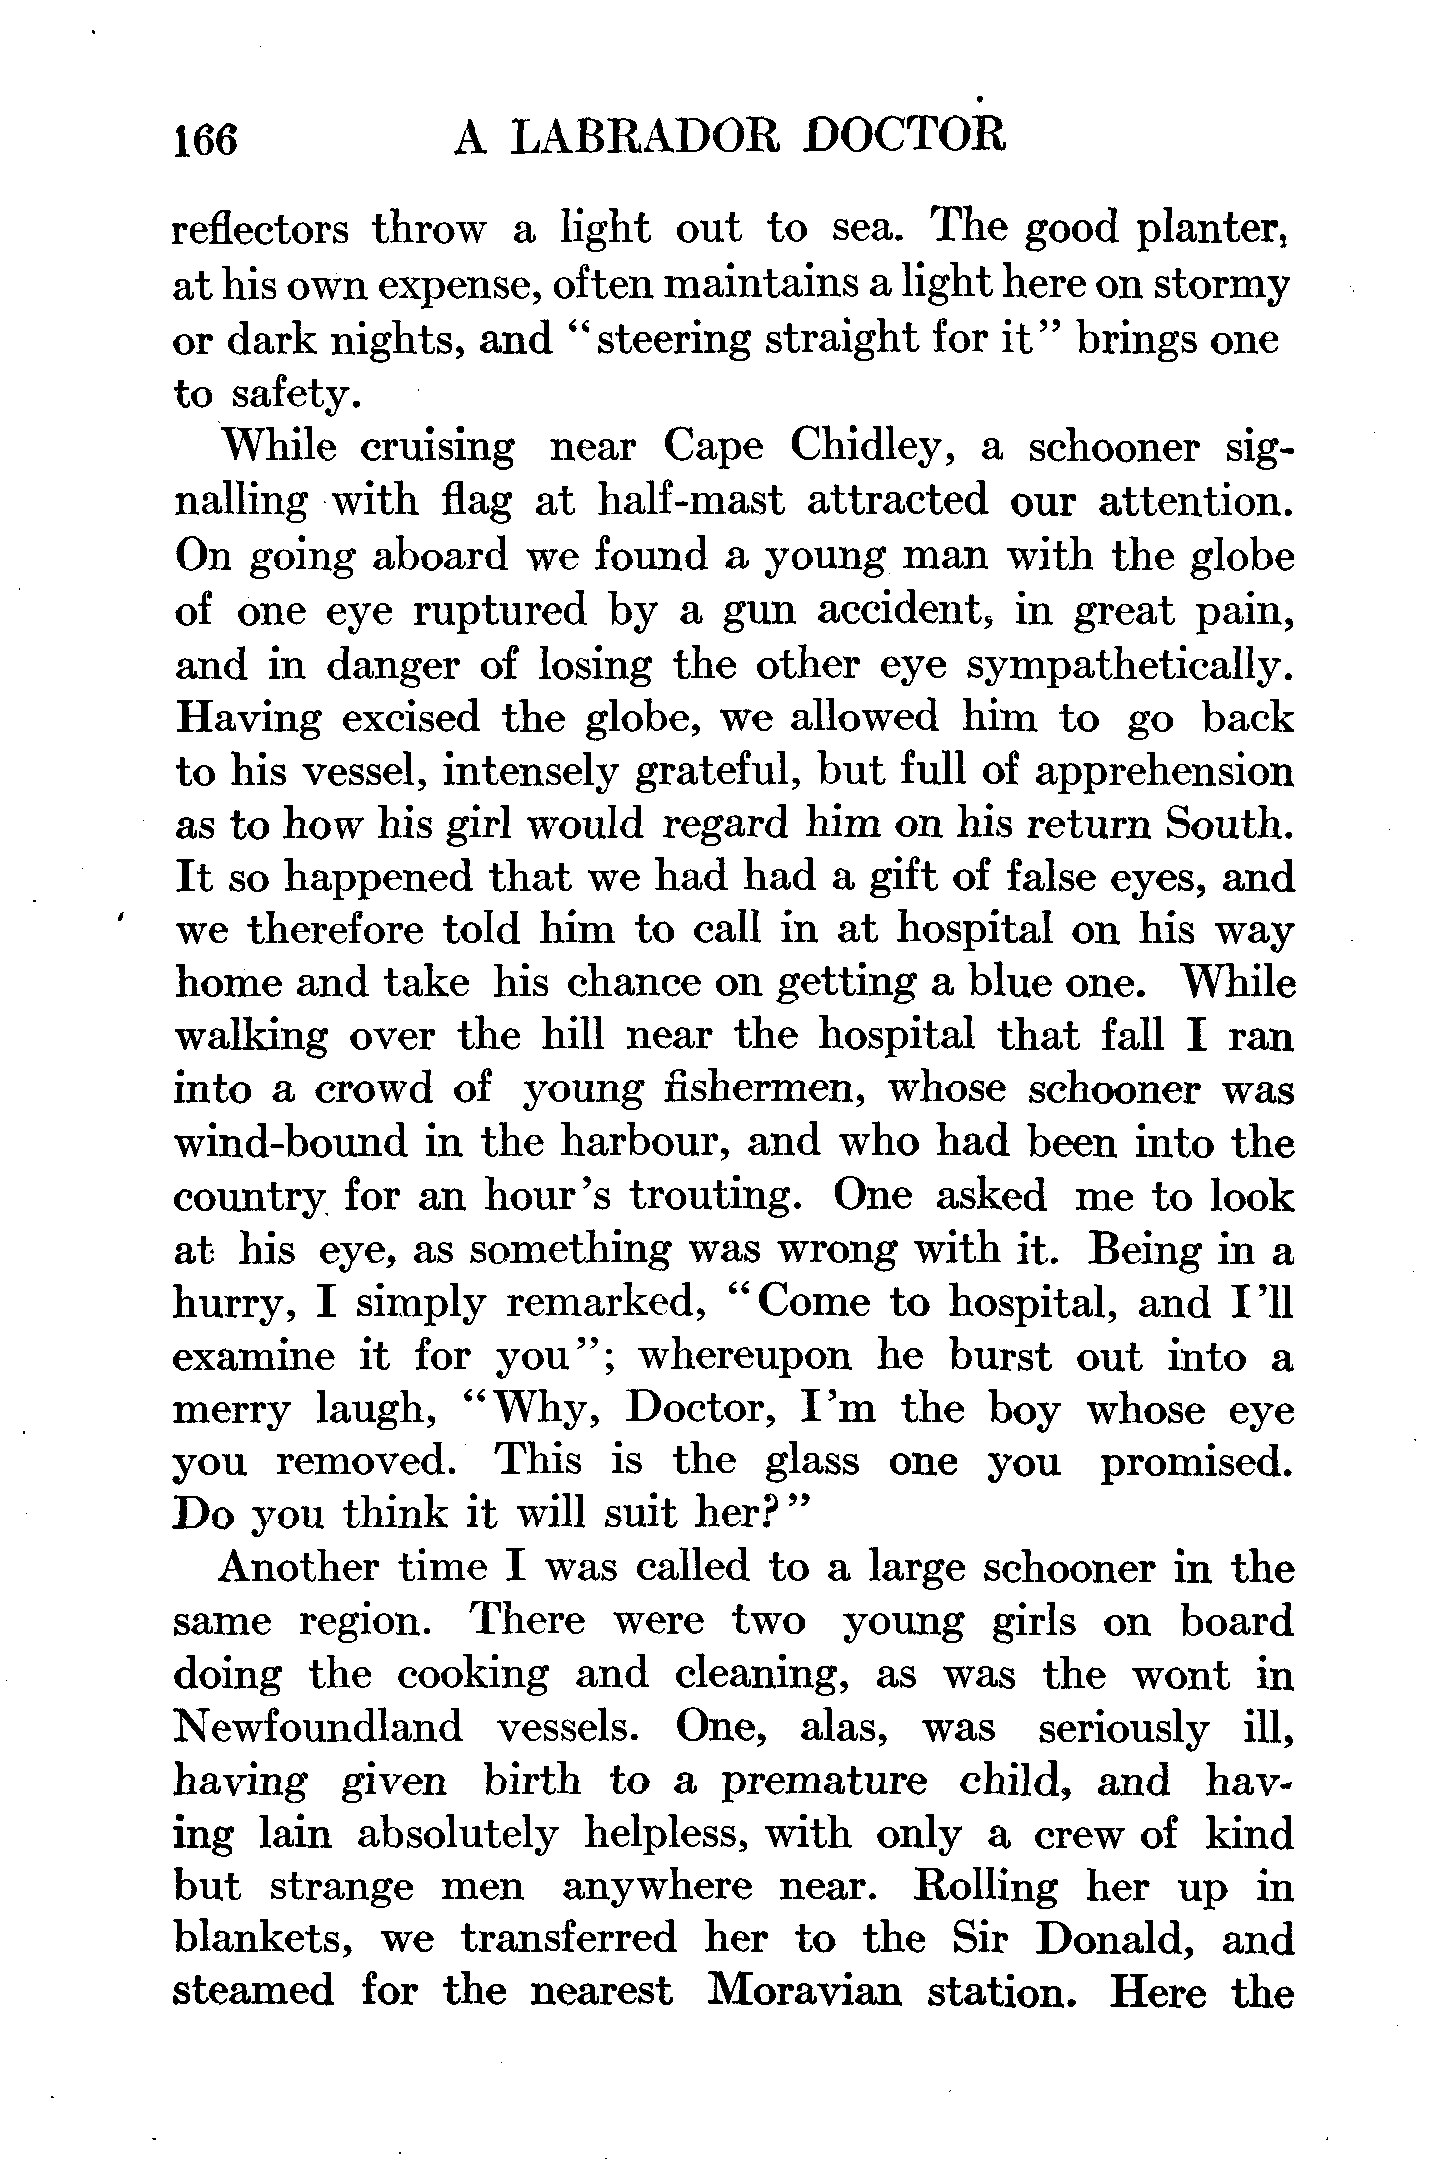 166 A LABRADOR DOCTOR
reflectors throw a light out to sea. The good planter,
at his own expense, often maintains a light here on stormy
or dark nights, and "steering straight for it" brings one
to safety.
While cruising near Cape Chidley, a schooner sig-
nalling with flag at half-mast attracted our attention.
On going aboard we found a young man with the globe
of one eye ruptured by a gun accident, in great pain,
and in danger of losing the other eye sympathetically.
Having excised the globe, we allowed him to go back
to his vessel, intensely grateful, but full of apprehension
as to how his girl would regard him on his return South.
It so happened that we had had a gift of false eyes, and
we therefore told him to call in at hospital on his way
home and take his chance on getting a blue one. While
walking over the hill near the hospital that fall I ran
into a crowd of young fishermen, whose schooner was
wind-bound in the harbour, and who had been into the
country for an hour's trouting. One asked me to look
at his eye, as something was wrong with it. Being in a
hurry, I simply remarked, "Come to hospital, and I'll
examine it for you"; whereupon he burst out into a
merry laugh, "Why, Doctor, I'm the boy whose eye
you removed. This is the glass one you promised.
Do you think it will suit her?"
Another time I was called to a large schooner in the
same region. There were two young girls on board
doing the cooking and cleaning, as was the wont in
Newfoundland vessels. One, alas, was seriously ill,
having given birth to a premature child, and hav-
ing lain absolutely helpless, with only a crew of kind
but strange men anywhere near. Rolling her up in
blankets, we transferred her to the Sir Donald, and
steamed for the nearest Moravian station. Here the